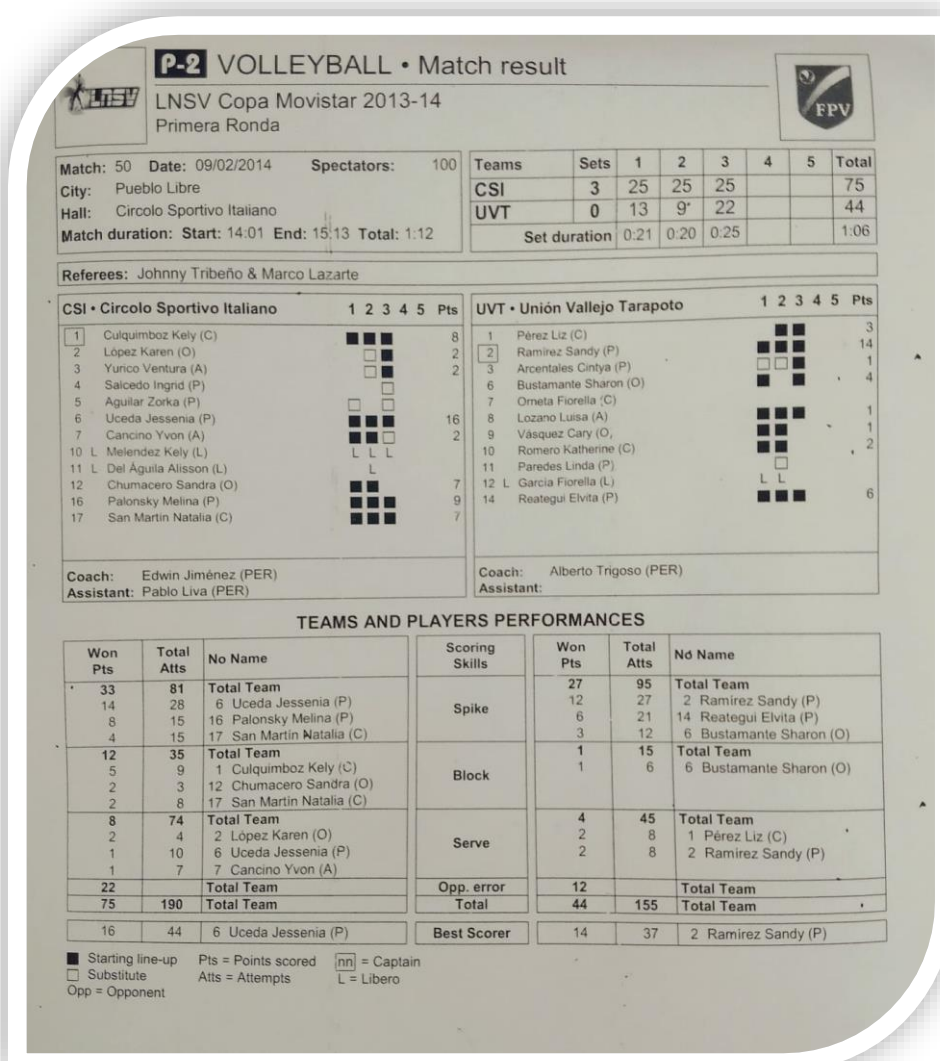 LNSV
P-2 VOLLEYBALL • Match result
LNSV Copa Movistar 2013-14
Primera Ronda
FPV
Match: 50 Date: 09/02/2014 Spectators: 100
City: Pueblo Libre
Hall: Circolo Sportivo Italiano
Match duration: Start: 14:01 End: 15:13 Total: 1:12
Teams Sets 1 2 3 4 5 Total
CSI 3 25 25 25 75
UVT 0 13 9 22 44
Set duration 0:21 0:20 0:25 1:06
Referees: Johnny Tribeño & Marco Lazarte
CSI • Circolo Sportivo Italiano 1 2 3 4 5 Pts
1 Culquimboz Kely (C) ■ ■ ■ 8
2 López Karen (O) □ ■ 2
3 Yurico Ventura (A) □ ■ 2
4 Salcedo Ingrid (P) □
5 Aguilar Zorka (P) □ □
6 Uceda Jessenia (P) ■ ■ ■ 16
7 Cancino Yvon (A) ■ ■ □ 2
10 L Melendez Kely (L) L L L
11 L Del Águila Alisson (L) L
12 Chumacero Sandra (O) ■ ■ 7
16 Palonsky Melina (P) ■ ■ ■ 9
17 San Martin Natalia (C) ■ ■ ■ 7
Coach: Edwin Jiménez (PER)
Assistant: Pablo Liva (PER)
UVT • Unión Vallejo Tarapoto 1 2 3 4 5 Pts
1 Pérez Liz (C) ■ ■ 3
2 Ramirez Sandy (P) ■ ■ ■ 14
3 Arcentales Cintya (P) □ □ ■ 1
6 Bustamante Sharon (O) ■ ■ 4
7 Ometa Fiorella (C)
8 Lozano Luisa (A) ■ ■ ■ 1
9 Vásquez Cary (O, ■ ■ 1
10 Romero Katherine (C) ■ ■ 2
11 Paredes Linda (P) □
12 L Garcia Fiorella (L) L L
14 Reategui Elvita (P) ■ ■ ■ 6
Coach: Alberto Trigoso (PER)
Assistant:
TEAMS AND PLAYERS PERFORMANCES
Won Pts Total Atts No Name Scoring Skills Won Pts Total Atts No Name
33 81 Total Team Spike 27 95 Total Team
14 28 6 Uceda Jessenia (P) 12 27 2 Ramirez Sandy (P)
8 15 16 Palonsky Melina (P) 6 21 14 Reategui Elvita (P)
4 15 17 San Martin Natalia (C) 3 12 6 Bustamante Sharon (O)
12 35 Total Team Block 1 15 Total Team
5 9 1 Culquimboz Kely (C) 1 6 6 Bustamante Sharon (O)
2 3 12 Chumacero Sandra (O)
2 8 17 San Martin Natalia (C)
8 74 Total Team Serve 4 45 Total Team
2 4 2 López Karen (O) 2 8 1 Pérez Liz (C)
1 10 6 Uceda Jessenia (P) 2 8 2 Ramirez Sandy (P)
1 7 7 Cancino Yvon (A)
22 Total Team Opp. error 12 Total Team
75 190 Total Team Total 44 155 Total Team
16 44 6 Uceda Jessenia (P) Best Scorer 14 37 2 Ramirez Sandy (P)
■ Starting line-up Pts = Points scored nn = Captain
□ Substitute Atts = Attempts L = Libero
Opp = Opponent